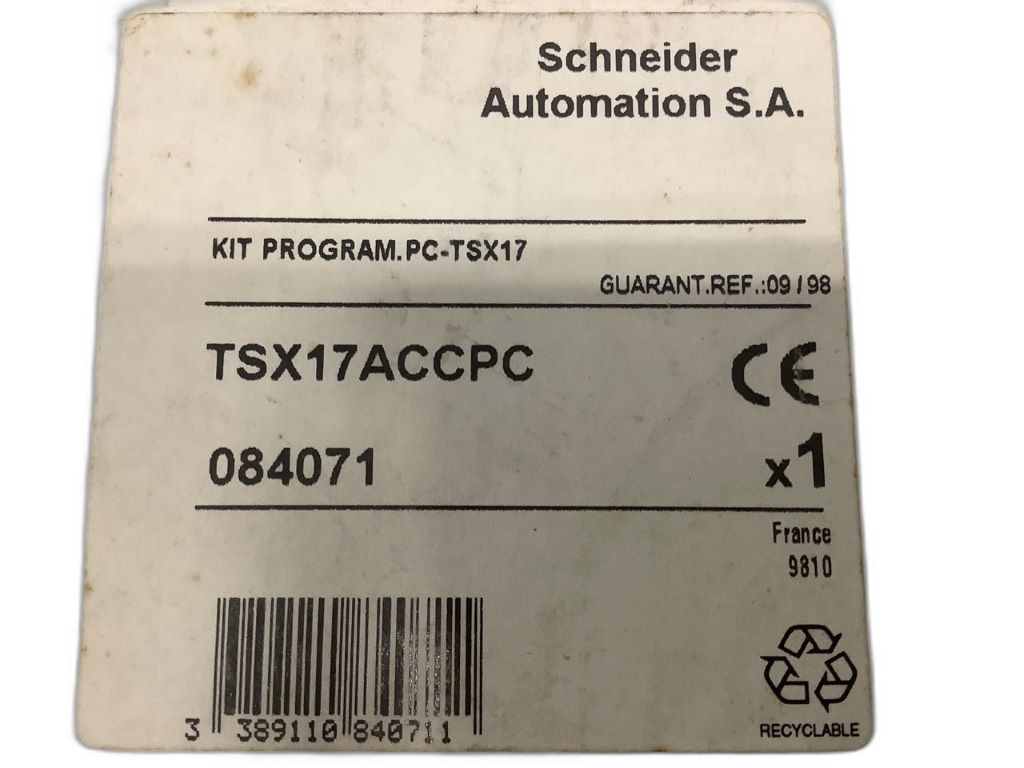 Schneider
Automation S.A.
KIT PROGRAM.PC-TSX17
GUARANT.REF.:09/98
TSX17ACCPC
CE
084071
x1
France
9810
3 389110 840711
RECYCLABLE